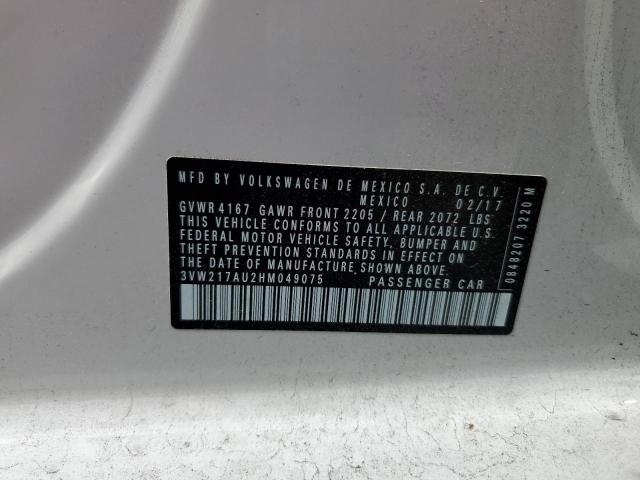 MFD BY VOLKSWAGEN DE MEXICO S.A. DE C.V.
MEXICO 02/17
GVWR 4167 GAWR FRONT 2205 / REAR 2072 LBS
THIS VEHICLE CONFORMS TO ALL APPLICABLE U.S.
FEDERAL MOTOR VEHICLE SAFETY, BUMPER AND
THEFT PREVENTION STANDARDS IN EFFECT ON
THE DATE OF MANUFACTURE SHOWN ABOVE.
3VW217AU2HM049075 PASSENGER CAR
0848207 3220 M